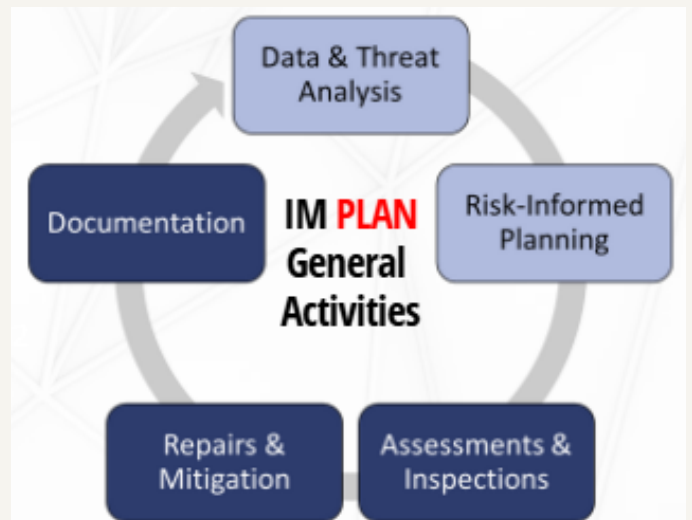 Data & Threat
Analysis
Risk-Informed
Planning
Assessments &
Inspections
Repairs &
Mitigation
Documentation
IM PLAN
General
Activities